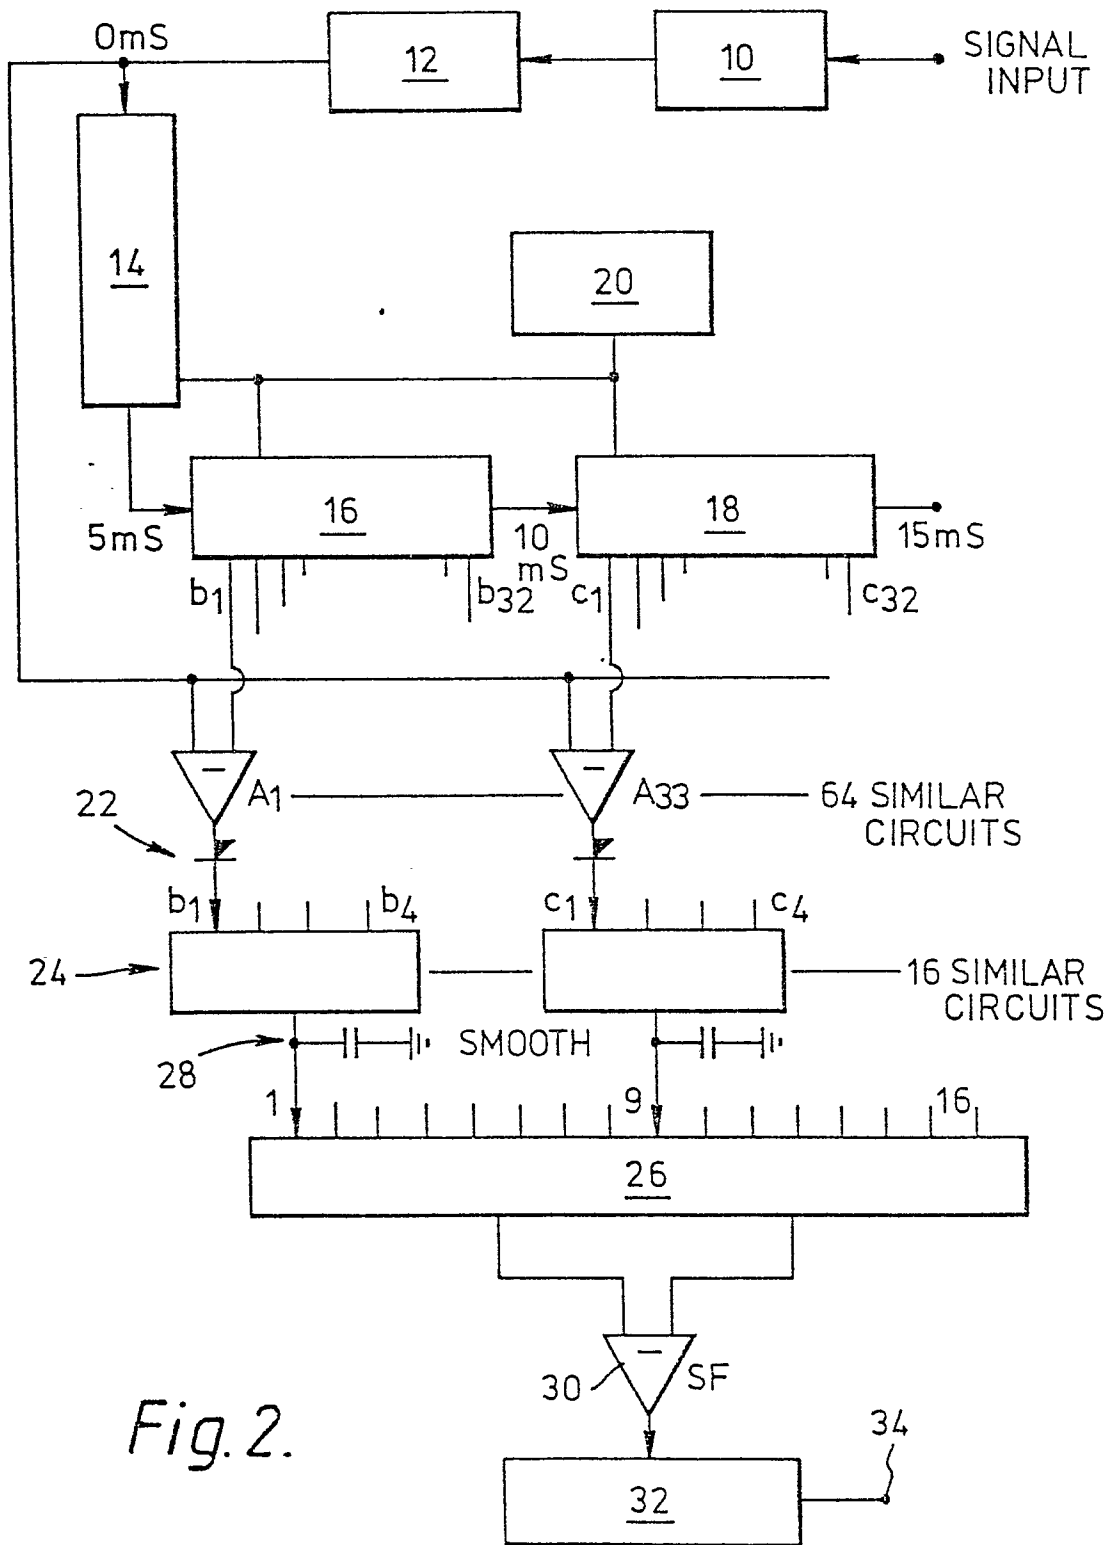 0mS
12
10
SIGNAL
INPUT
14
20
5mS
16
10
mS
18
15mS
b1
b32
c1
c32
A1
A33
64 SIMILAR
CIRCUITS
22
b1
b4
c1
c4
24
16 SIMILAR
CIRCUITS
28
SMOOTH
1
9
16
26
30
SF
Fig. 2.
34
32